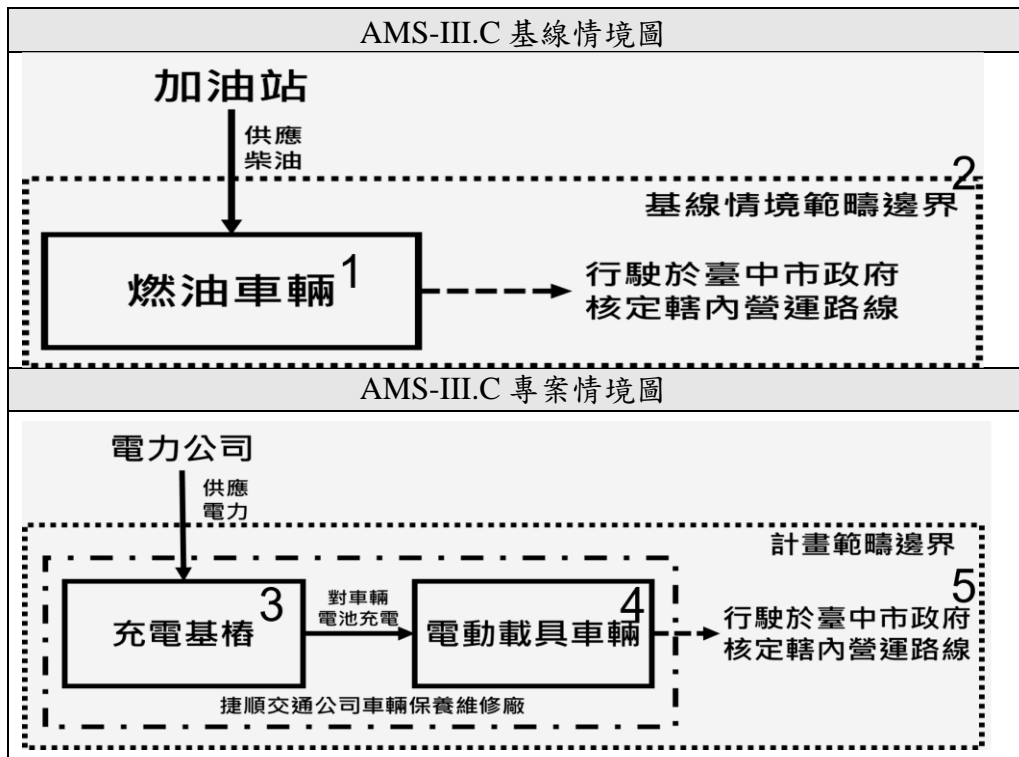 AMS-III.C 基線情境圖
加油站
供應
柴油
2
基線情境範疇邊界
燃油車輛1
行駛於臺中市政府
核定轄內營運路線
AMS-III.C 專案情境圖
電力公司
供應
電力
計畫範疇邊界
充電基樁3
對車輛
電池充電
電動載具車輛4
5
行駛於臺中市政府
核定轄內營運路線
捷順交通公司車輛保養維修廠